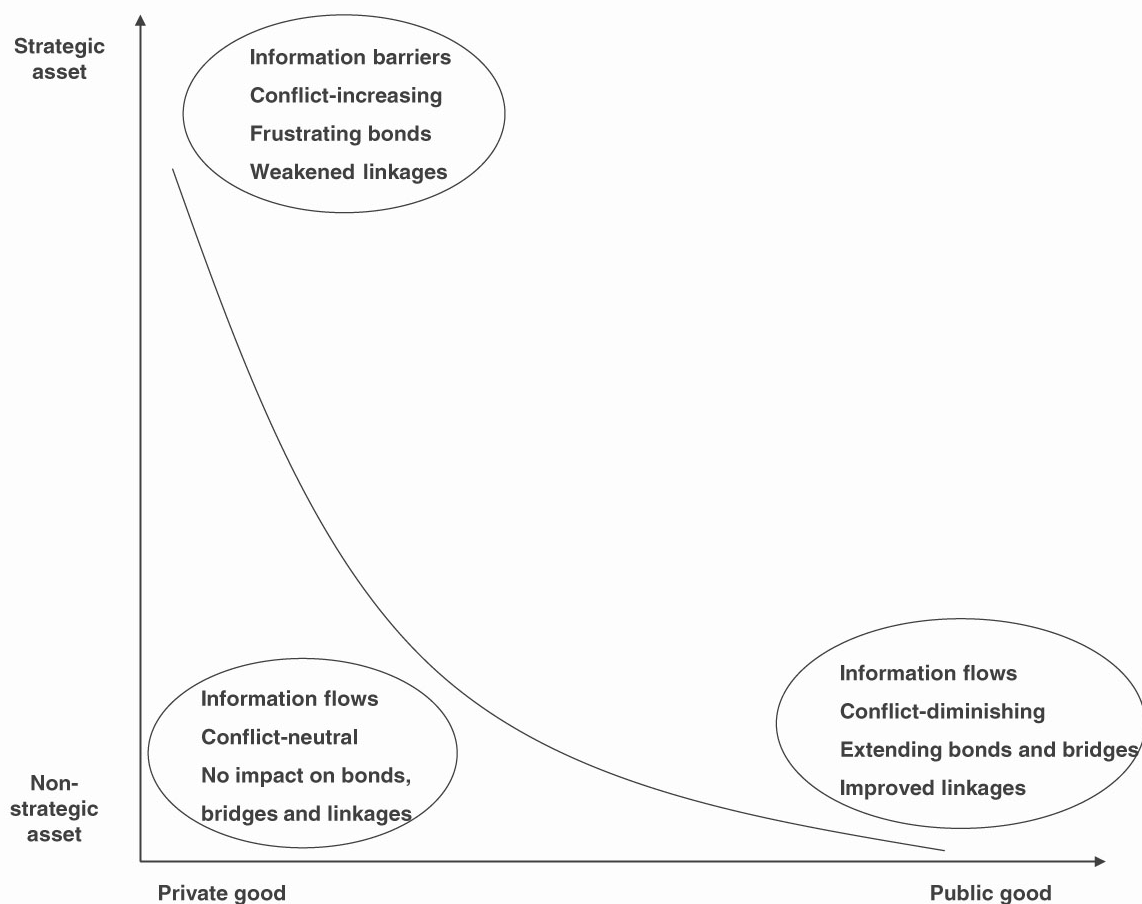 Strategic
asset
Information barriers
Conflict-increasing
Frustrating bonds
Weakened linkages
Information flows
Conflict-neutral
No impact on bonds,
bridges and linkages
Information flows
Conflict-diminishing
Extending bonds and bridges
Improved linkages
Non-
strategic
asset
Private good
Public good